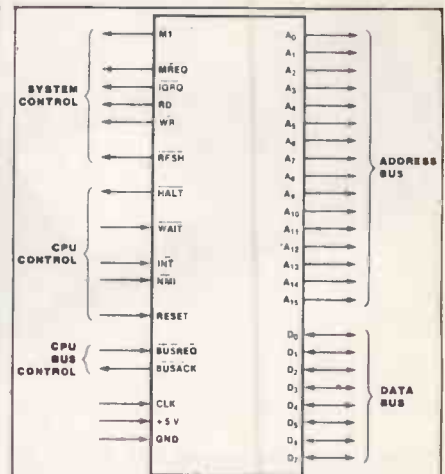 SYSTEM
CONTROL
CPU
CONTROL
CPU
BUS
CONTROL
M1
MREQ
IORQ
RD
WR
RFSH
HALT
WAIT
INT
NMI
RESET
BUSREQ
BUSACK
CLK
+5 V
GND
A0
A1
A2
A3
A4
A5
A6
A7
A8
A9
A10
A11
A12
A13
A14
A15
D0
D1
D2
D3
D4
D5
D6
D7
ADDRESS
BUS
DATA
BUS